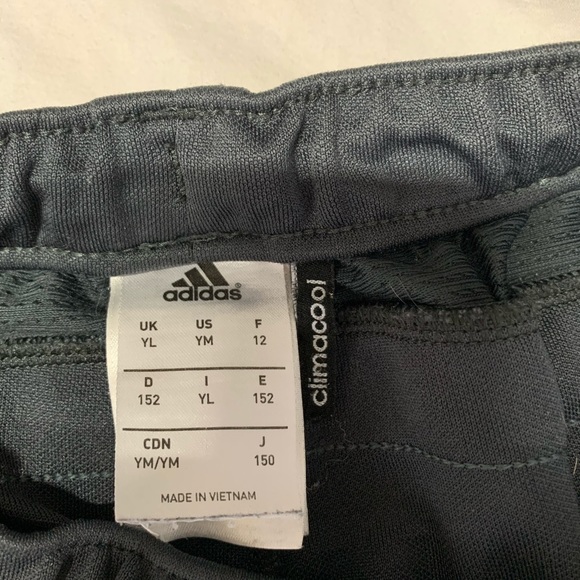 adidas
UK US F
YL YM 12
D I E
152 YL 152
CDN J
YM/YM 150
MADE IN VIETNAM
climacool